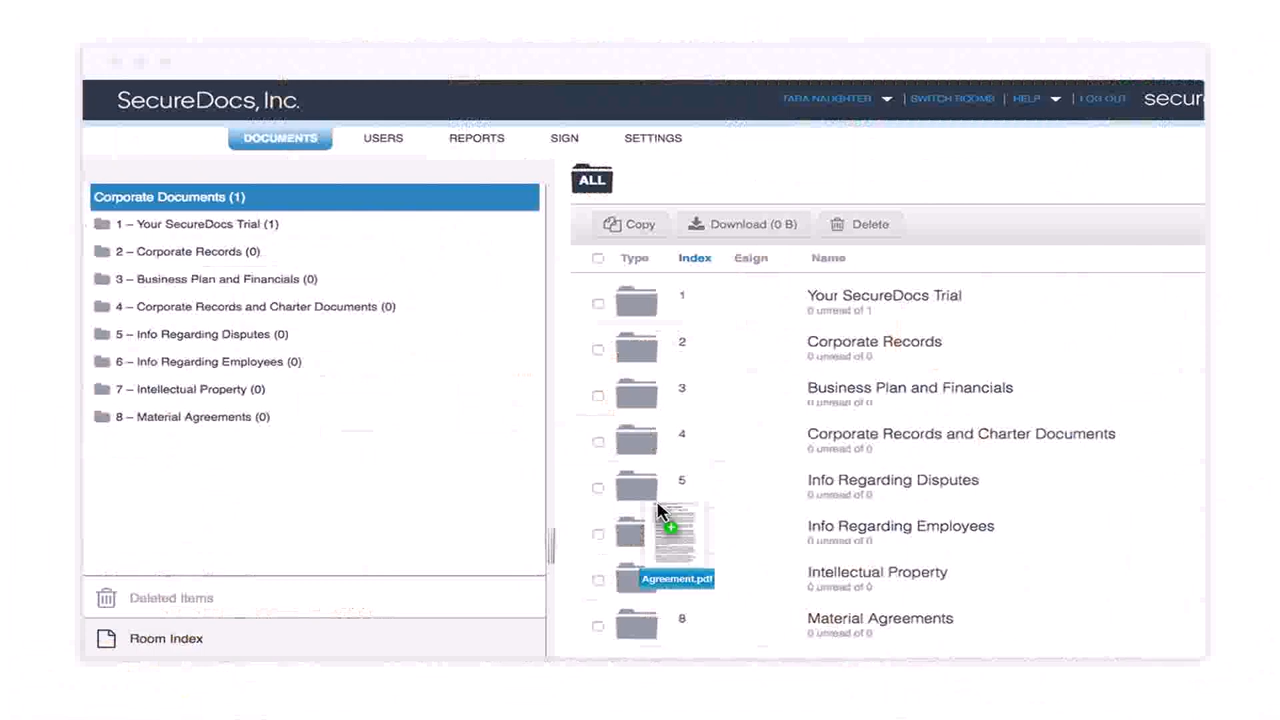 SecureDocs, Inc.
TARA NAUGHTER | SWITCH ROOMS | HELP | LOG OUT secur
DOCUMENTS USERS REPORTS SIGN SETTINGS
Corporate Documents (1)
1 – Your SecureDocs Trial (1)
2 – Corporate Records (0)
3 – Business Plan and Financials (0)
4 – Corporate Records and Charter Documents (0)
5 – Info Regarding Disputes (0)
6 – Info Regarding Employees (0)
7 – Intellectual Property (0)
8 – Material Agreements (0)
Deleted Items
Room Index
ALL
Copy Download (0 B) Delete
Type Index Esign Name
1 Your SecureDocs Trial
0 unread of 1
2 Corporate Records
0 unread of 0
3 Business Plan and Financials
0 unread of 0
4 Corporate Records and Charter Documents
0 unread of 0
5 Info Regarding Disputes
0 unread of 0
Info Regarding Employees
0 unread of 0
Agreement.pdf
Intellectual Property
0 unread of 0
8 Material Agreements
0 unread of 0